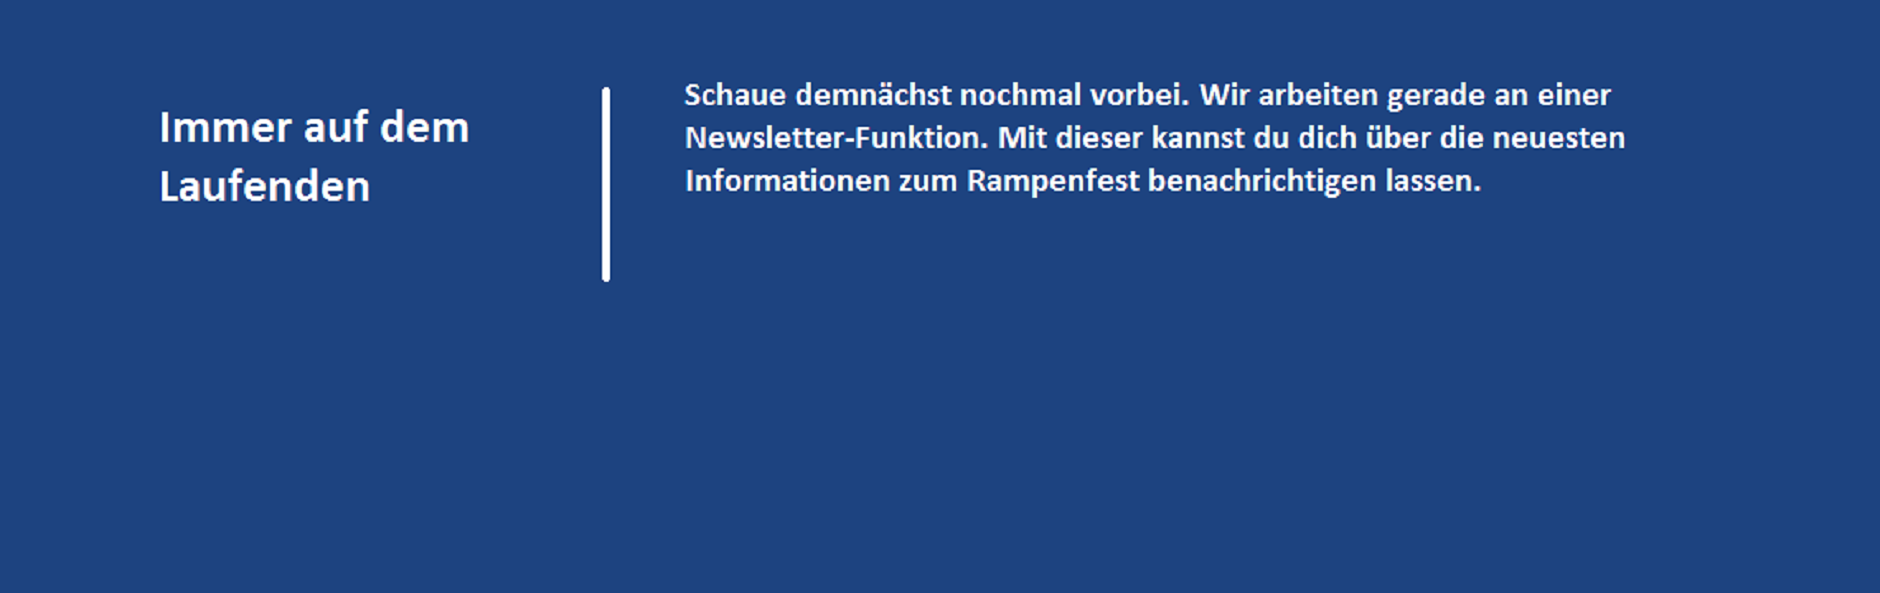 Immer auf dem
Laufenden
Schaue demnächst nochmal vorbei. Wir arbeiten gerade an einer
Newsletter-Funktion. Mit dieser kannst du dich über die neuesten
Informationen zum Rampenfest benachrichtigen lassen.